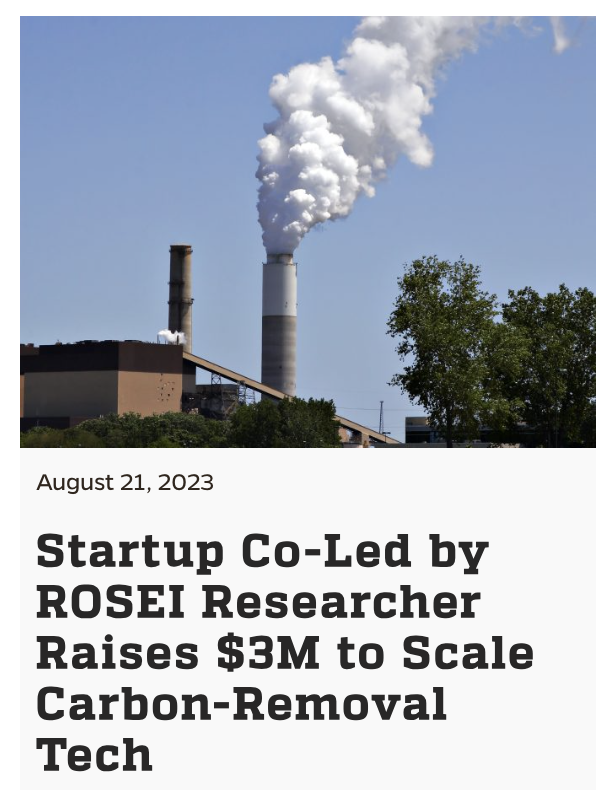 August 21, 2023
Startup Co-Led by
ROSEI Researcher
Raises $3M to Scale
Carbon-Removal
Tech